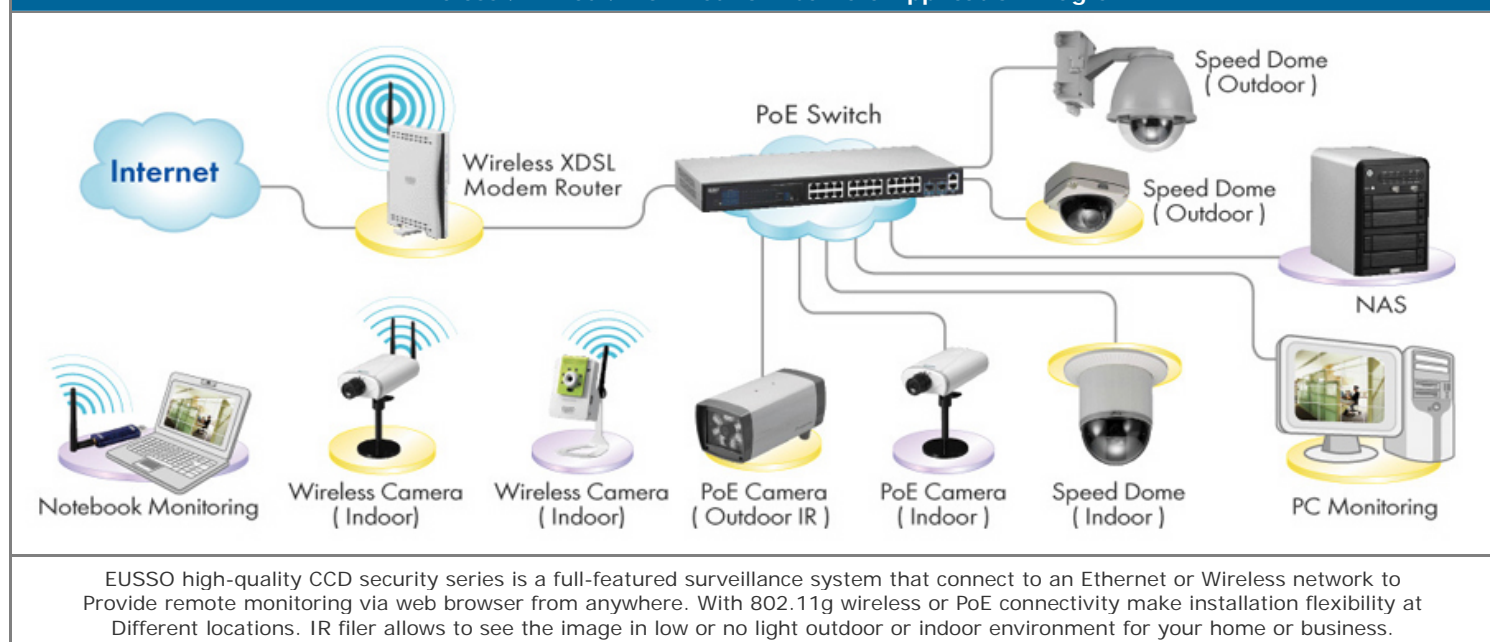 Speed Dome
( Outdoor )
PoE Switch
Internet
Wireless XDSL
Modem Router
Speed Dome
( Outdoor )
NAS
Notebook Monitoring
Wireless Camera
( Indoor)
Wireless Camera
( Indoor)
PoE Camera
( Outdoor IR )
PoE Camera
( Indoor )
Speed Dome
( Indoor )
PC Monitoring
EUSSO high-quality CCD security series is a full-featured surveillance system that connect to an Ethernet or Wireless network to
Provide remote monitoring via web browser from anywhere. With 802.11g wireless or PoE connectivity make installation flexibility at
Different locations. IR filer allows to see the image in low or no light outdoor or indoor environment for your home or business.